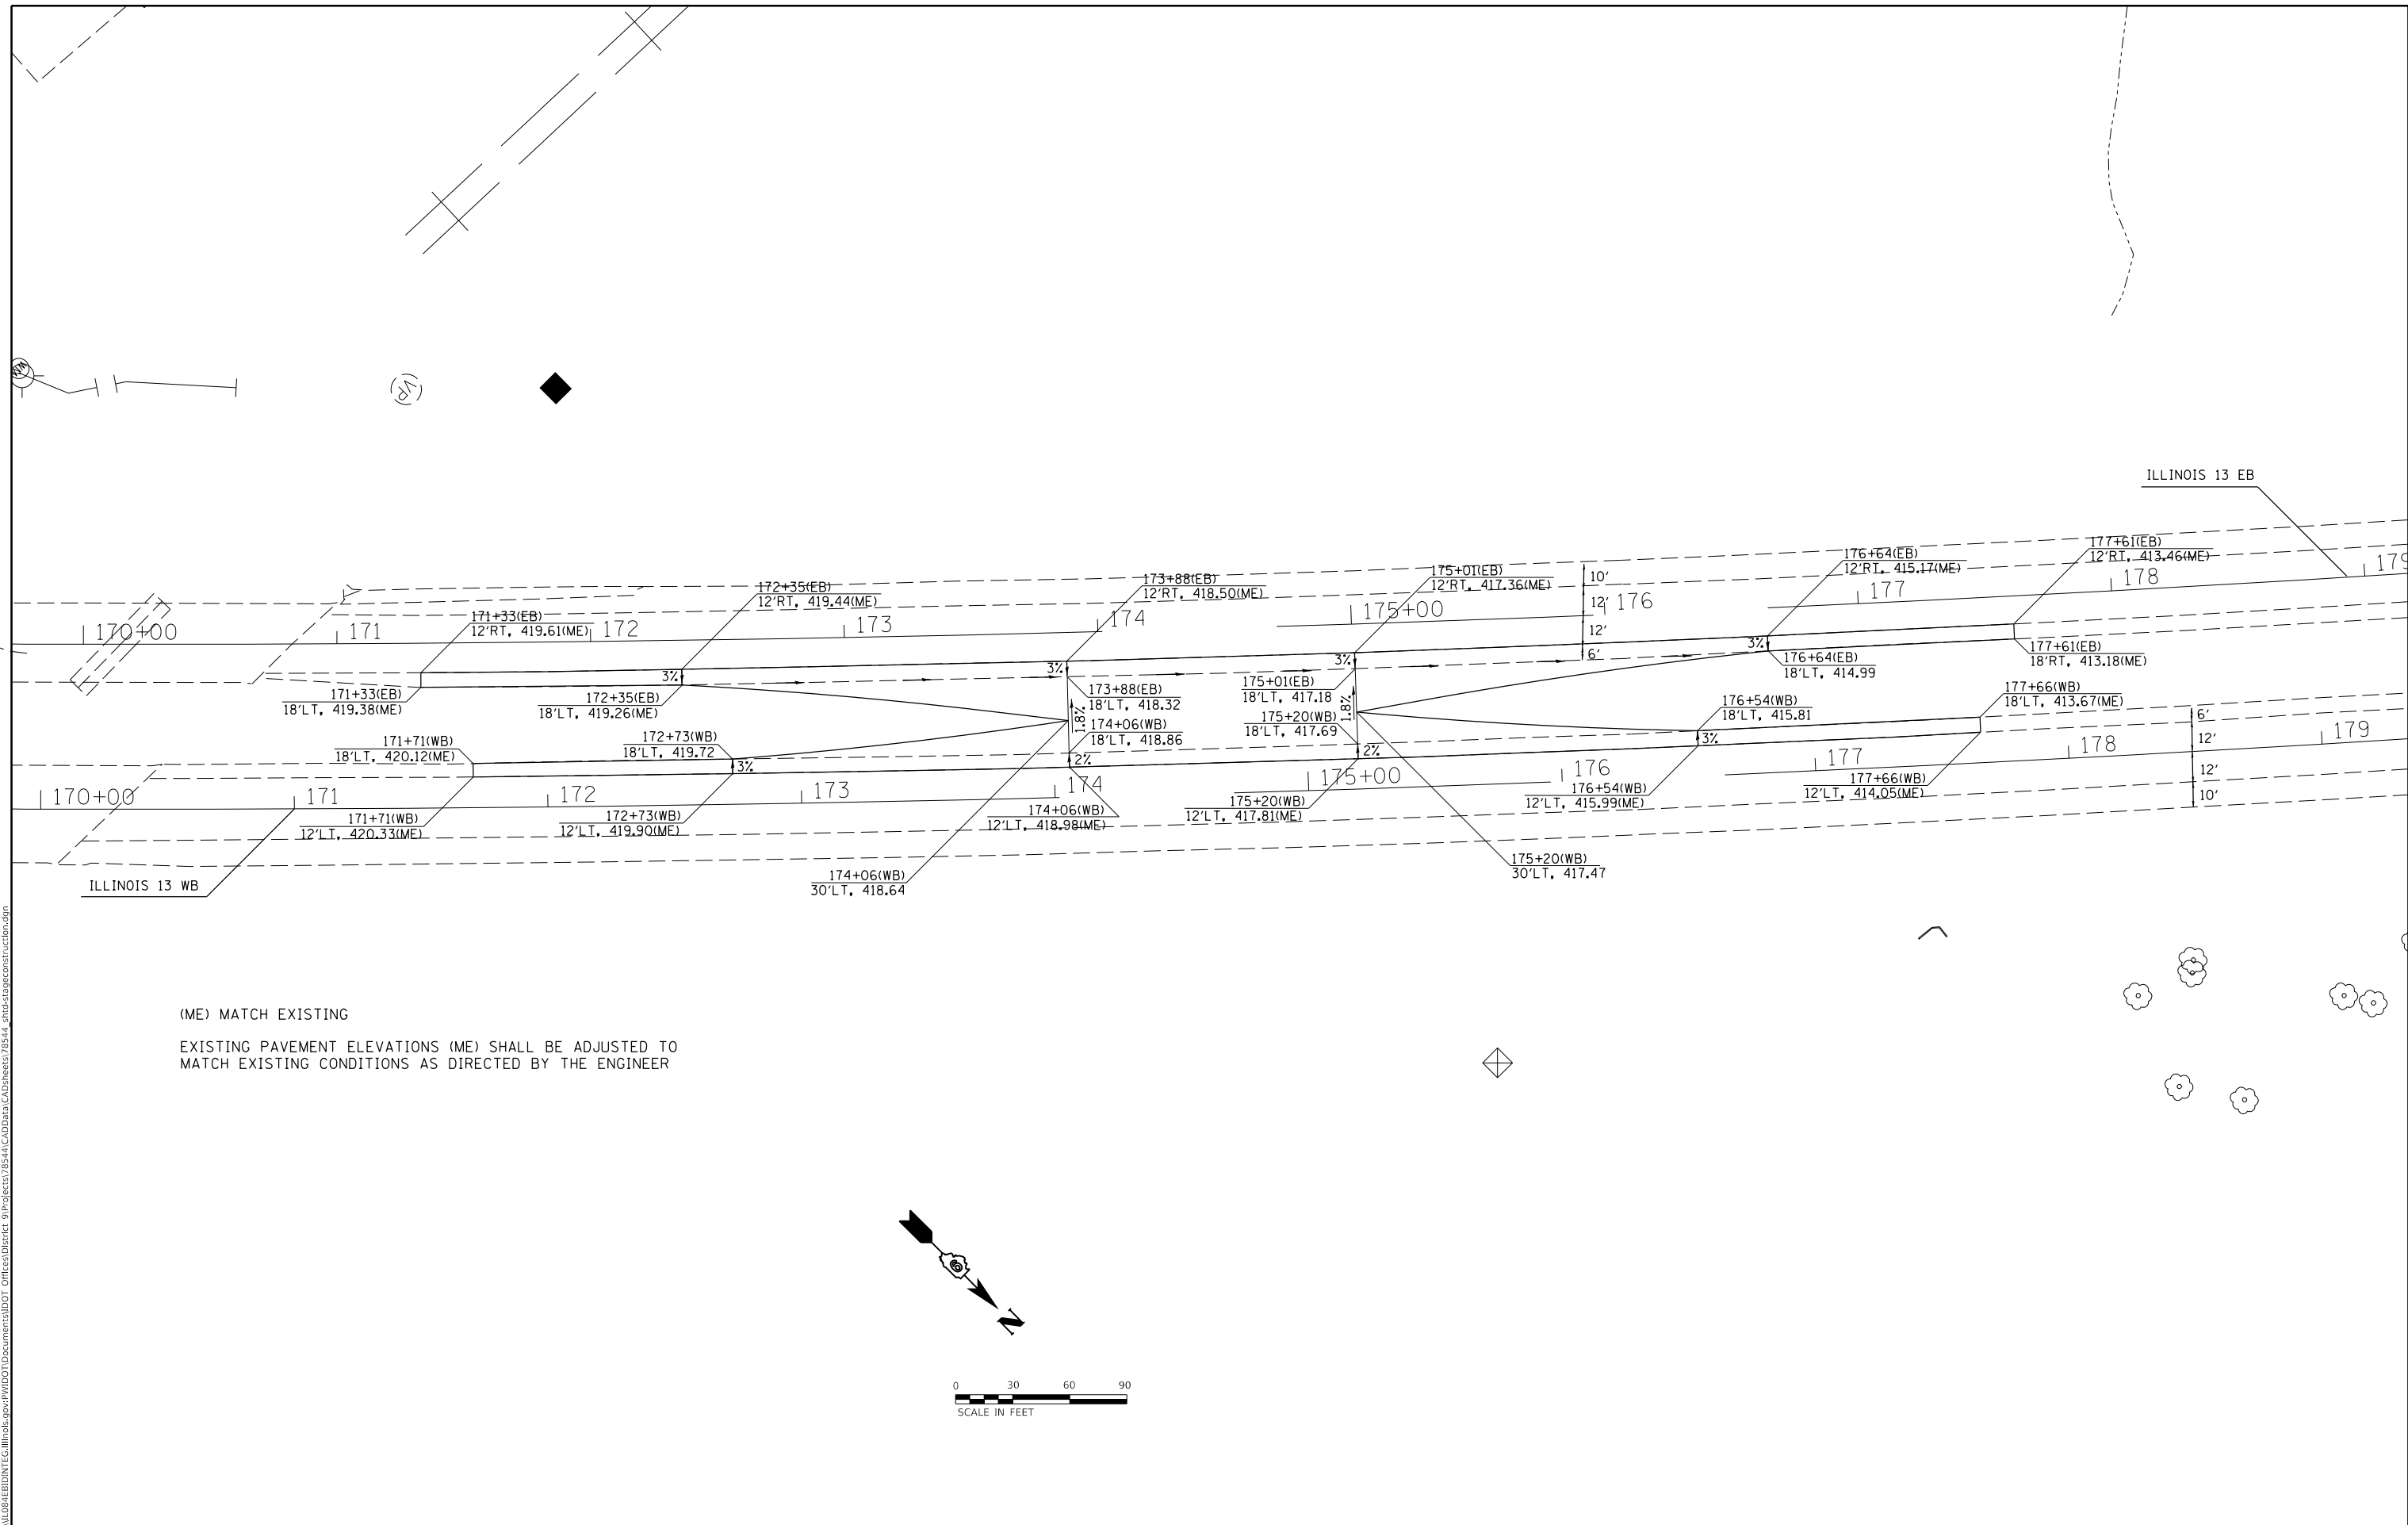 WM
(VP)
ILLINOIS 13 EB
171+33(EB)
12'RT, 419.61(ME)
172+35(EB)
12'RT, 419.44(ME)
173+88(EB)
12'RT, 418.50(ME)
175+01(EB)
12'RT, 417.36(ME)
10'
12'
12'
6'
176+64(EB)
12'RT, 415.17(ME)
177+61(EB)
12'RT, 413.46(ME)
170+00
171
172
173
174
175+00
176
177
178
179
3%
3%
3%
3%
171+33(EB)
18'LT, 419.38(ME)
172+35(EB)
18'LT, 419.26(ME)
173+88(EB)
18'LT, 418.32
175+01(EB)
18'LT, 417.18
176+64(EB)
18'LT, 414.99
177+61(EB)
18'RT, 413.18(ME)
1.8%
1.8%
171+71(WB)
18'LT, 420.12(ME)
172+73(WB)
18'LT, 419.72
174+06(WB)
18'LT, 418.86
175+20(WB)
18'LT, 417.69
176+54(WB)
18'LT, 415.81
177+66(WB)
18'LT, 413.67(ME)
6'
12'
12'
10'
3%
2%
2%
3%
170+00
171
172
173
174
175+00
176
177
178
179
171+71(WB)
12'LT, 420.33(ME)
172+73(WB)
12'LT, 419.90(ME)
174+06(WB)
12'LT, 418.98(ME)
175+20(WB)
12'LT, 417.81(ME)
176+54(WB)
12'LT, 415.99(ME)
177+66(WB)
12'LT, 414.05(ME)
ILLINOIS 13 WB
174+06(WB)
30'LT, 418.64
175+20(WB)
30'LT, 417.47
(ME) MATCH EXISTING
EXISTING PAVEMENT ELEVATIONS (ME) SHALL BE ADJUSTED TO
MATCH EXISTING CONDITIONS AS DIRECTED BY THE ENGINEER
N
0 30 60 90
SCALE IN FEET